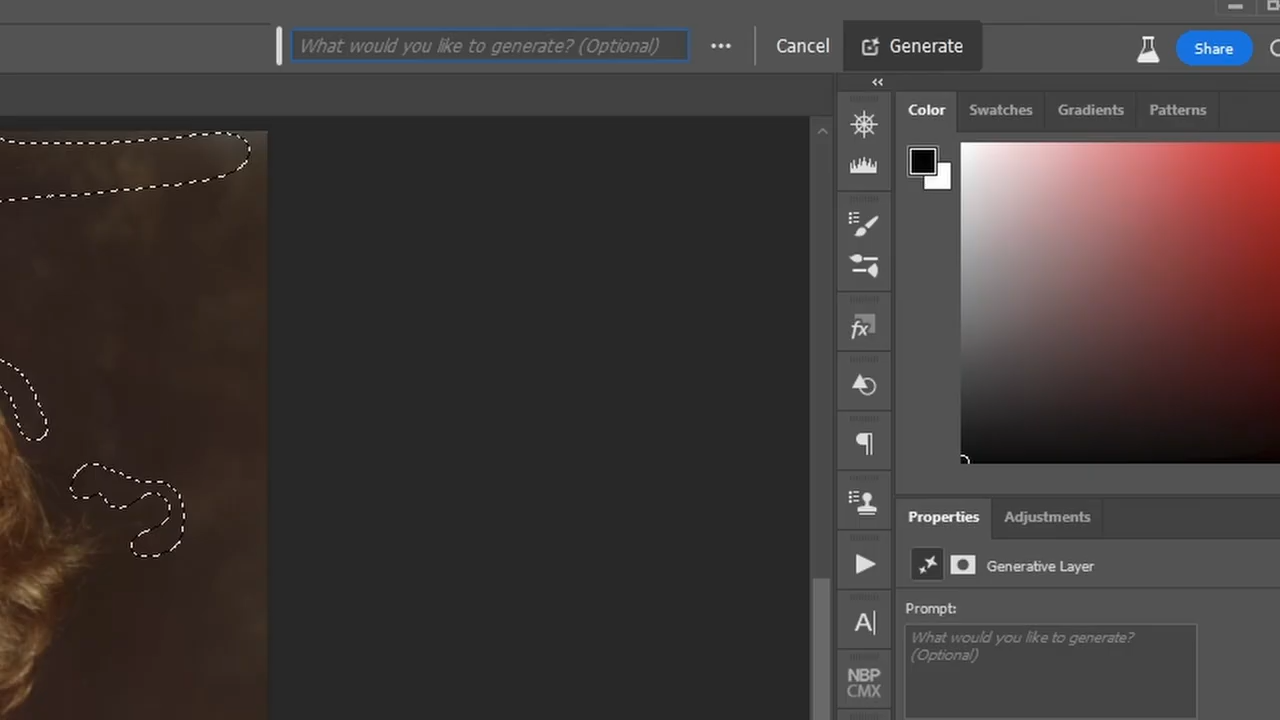 What would you like to generate? (Optional)
Cancel
Generate
Share
Color
Swatches
Gradients
Patterns
fx
Properties
Adjustments
Generative Layer
Prompt:
What would you like to generate?
(Optional)
A|
NBP
CMX